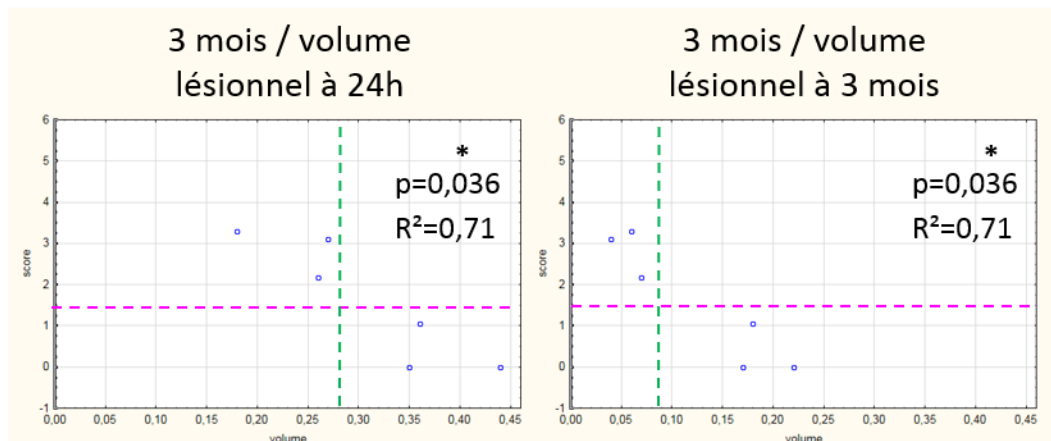 3 mois / volume
lésionnel à 24h
6
5
4
3
2
1
0
-1
score
0,00 0,05 0,10 0,15 0,20 0,25 0,30 0,35 0,40 0,45
volume
*
p=0,036
R²=0,71
3 mois / volume
lésionnel à 3 mois
6
5
4
3
2
1
0
-1
score
0,00 0,05 0,10 0,15 0,20 0,25 0,30 0,35 0,40 0,45
volume
*
p=0,036
R²=0,71